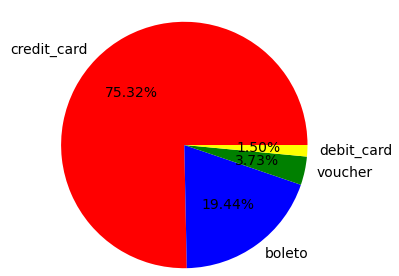 credit_card
75.32%
1.50%
debit_card
3.73%
voucher
19.44%
boleto